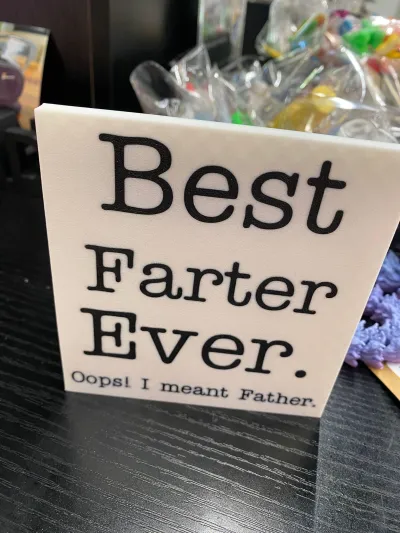 Best
Farter
Ever.
Oops! I meant Father.